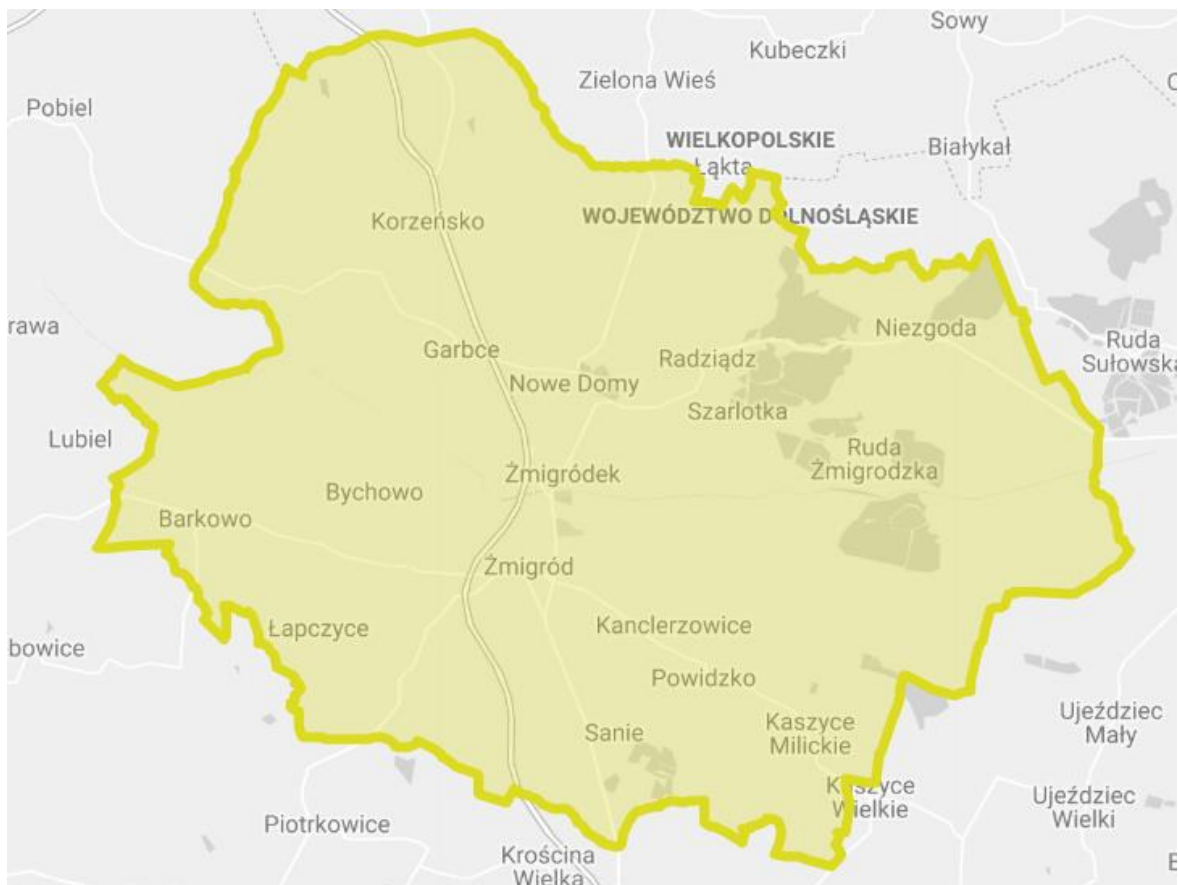 Sowy
Kubeczki
Zielona Wieś
Pobiel
WIELKOPOLSKIE
Łąkta
Białykał
WOJEWÓDZTWO DOLNOŚLĄSKIE
Korzeńsko
rawa
Garbce
Niezgoda
Ruda
Sułowska
Radziądz
Nowe Domy
Szarlotka
Lubiel
Ruda
Żmigrodzka
Żmigródek
Bychowo
Barkowo
Żmigród
Łapczyce
Kanclerzowice
bowice
Powidzko
Sanie
Kaszyce
Milickie
Ujeździec
Mały
Kaszyce
Wielkie
Ujeździec
Wielki
Piotrkowice
Krościna
Wielka